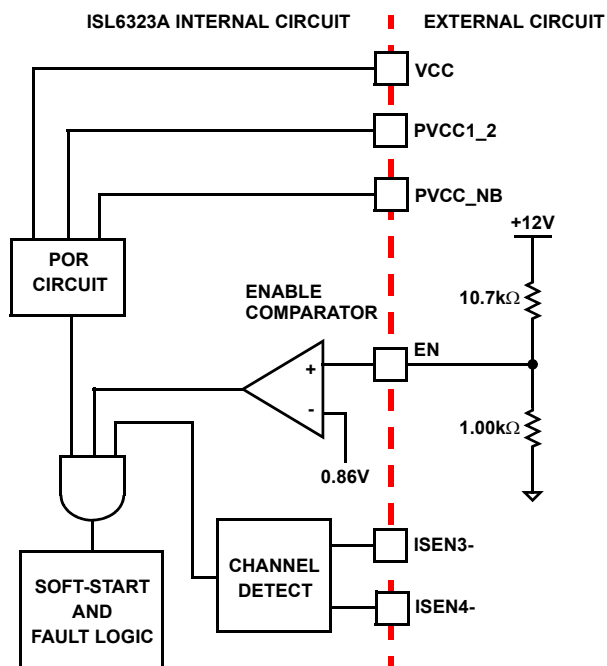 ISL6323A INTERNAL CIRCUIT
EXTERNAL CIRCUIT
VCC
PVCC1_2
PVCC_NB
+12V
POR
CIRCUIT
ENABLE
COMPARATOR
10.7kΩ
EN
+
-
1.00kΩ
0.86V
ISEN3-
CHANNEL
DETECT
ISEN4-
SOFT-START
AND
FAULT LOGIC